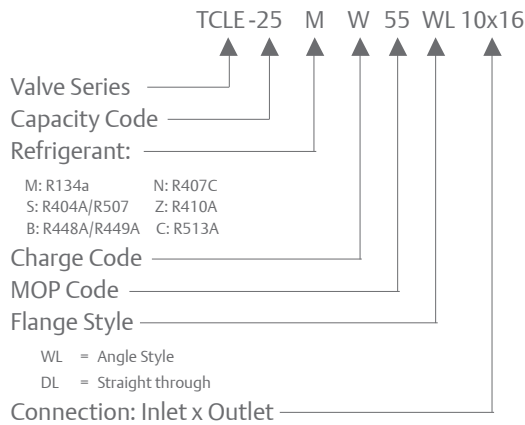 TCLE-25 M W 55 WL 10x16
Valve Series
Capacity Code
Refrigerant:
M: R134a N: R407C
S: R404A/R507 Z: R410A
B: R448A/R449A C: R513A
Charge Code
MOP Code
Flange Style
WL = Angle Style
DL = Straight through
Connection: Inlet x Outlet